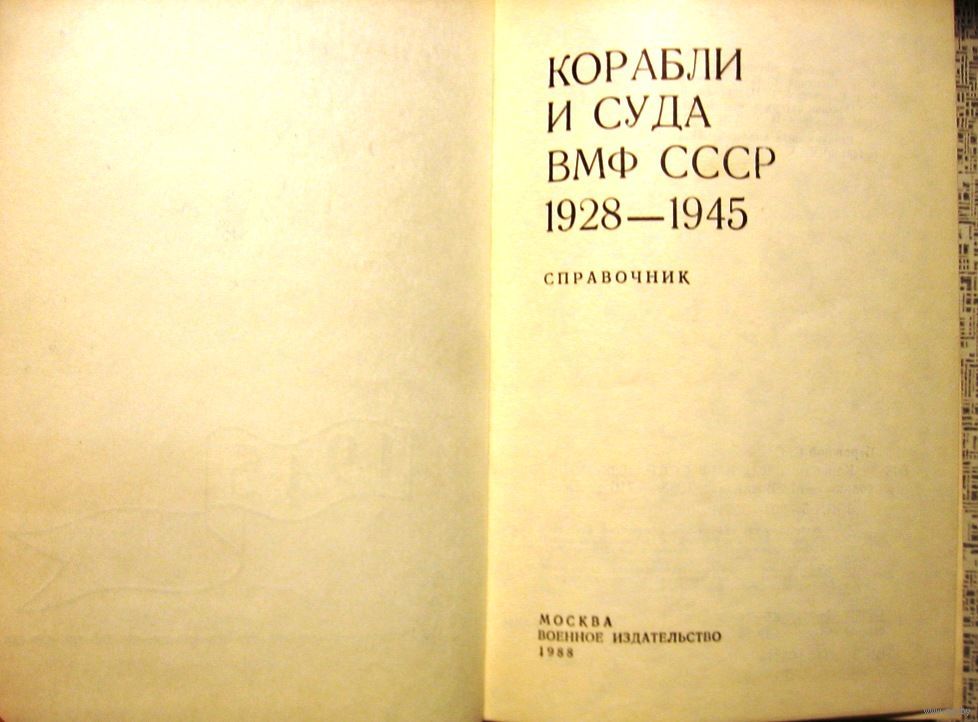 КОРАБЛИ
И СУДА
ВМФ СССР
1928—1945
СПРАВОЧНИК
МОСКВА
ВОЕННОЕ ИЗДАТЕЛЬСТВО
1988